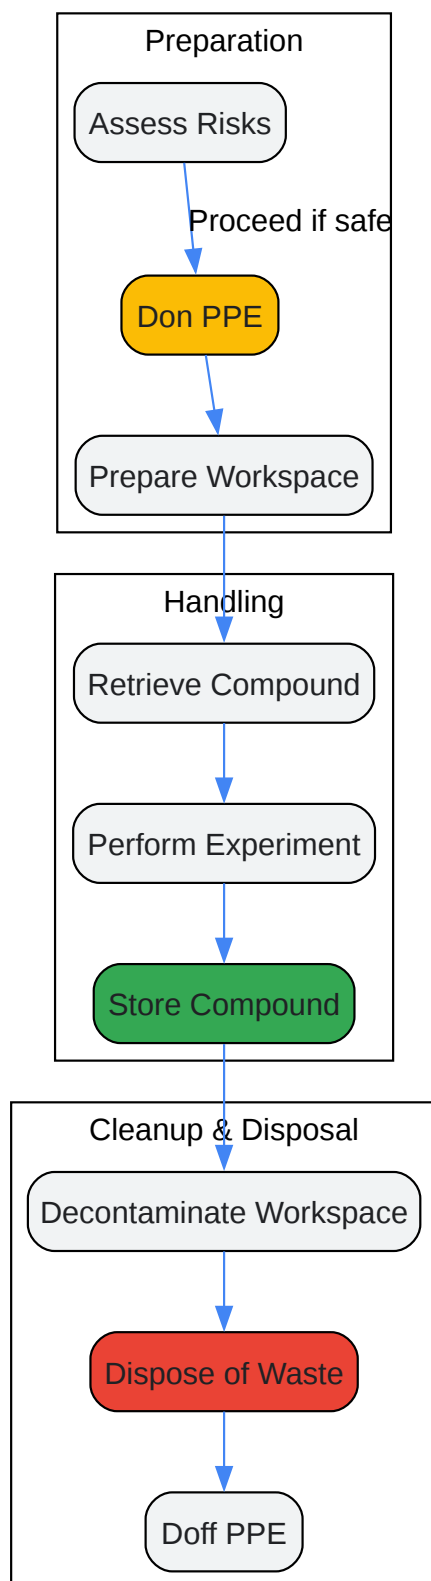 Preparation
Assess Risks
Proceed if safe
Don PPE
Prepare Workspace
Handling
Retrieve Compound
Perform Experiment
Store Compound
Cleanup & Disposal
Decontaminate Workspace
Dispose of Waste
Doff PPE